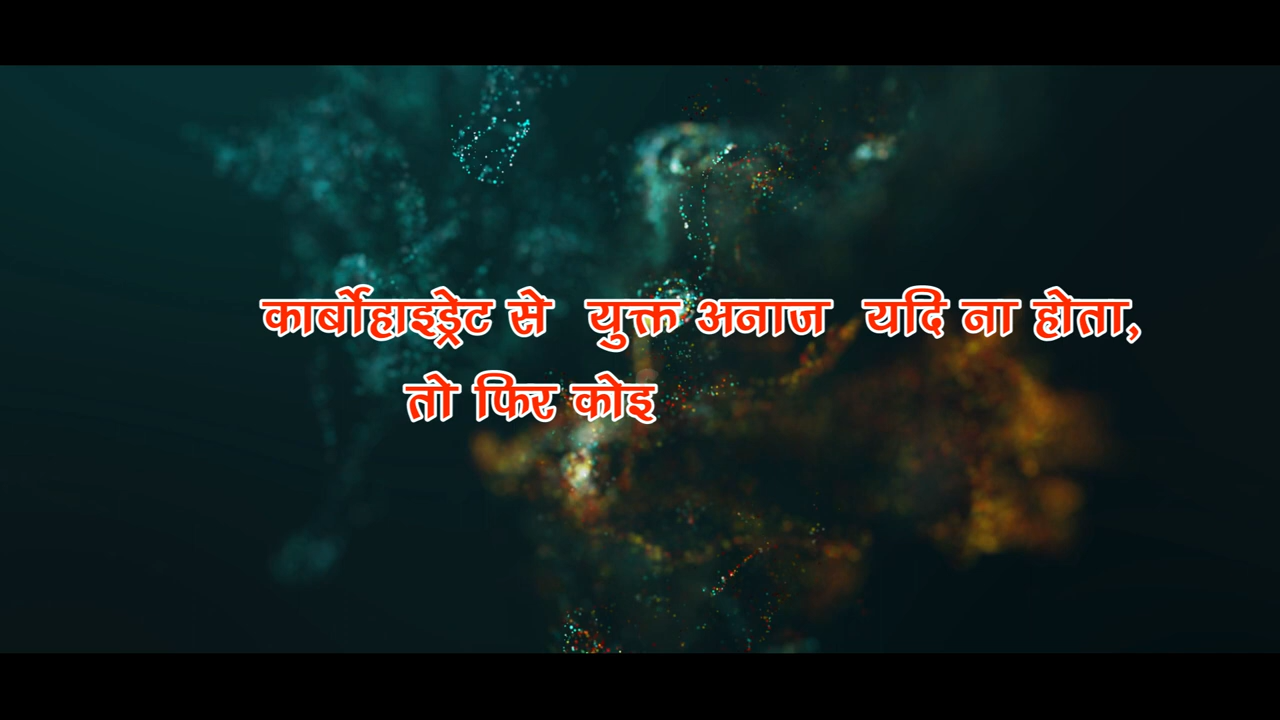 कार्बोहाइड्रेट से युक्त अनाज यदि ना होता,
तो फिर कोइ